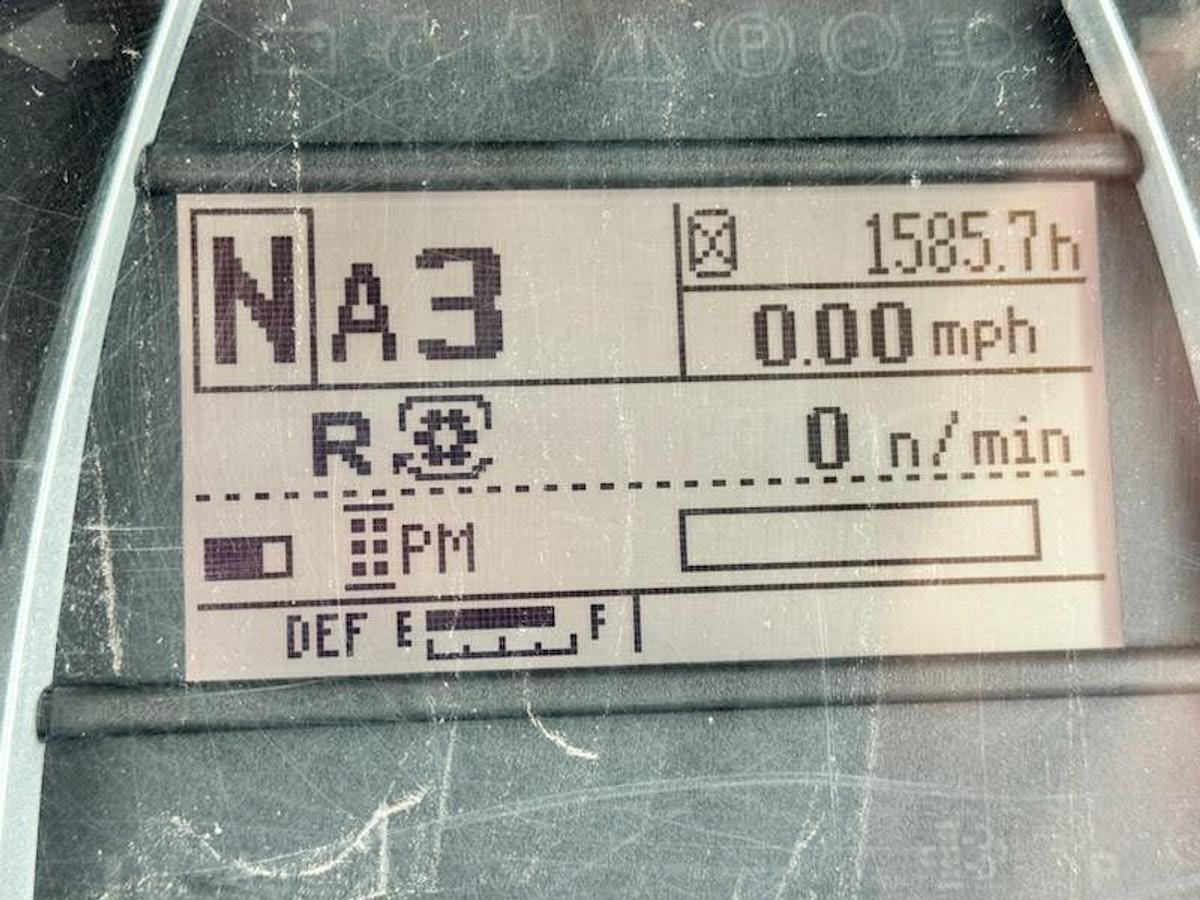 N A3
1585.7h
0.00 mph
R 0 n/min
PM
DEF E F
P